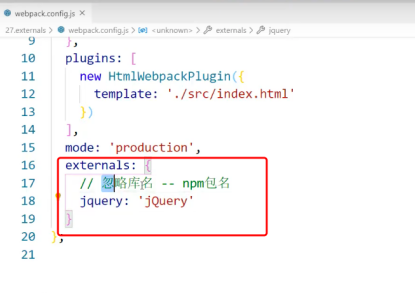 webpack.config.js ×
27.externals > webpack.config.js > <unknown> > externals > jquery
9 },
10 plugins: [
11 new HtmlWebpackPlugin({
12 template: './src/index.html'
13 })
14 ],
15 mode: 'production',
16 externals: {
17 // 忽略库名 -- npm包名
18 jquery: 'jQuery'
19 }
20 };
21